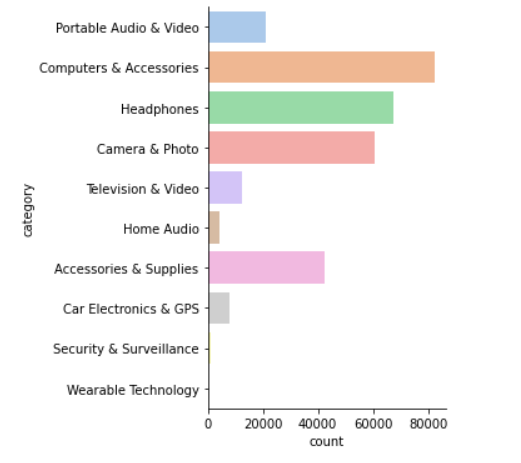 Portable Audio & Video
Computers & Accessories
Headphones
Camera & Photo
Television & Video
Home Audio
Accessories & Supplies
Car Electronics & GPS
Security & Surveillance
Wearable Technology
category
0 20000 40000 60000 80000
count